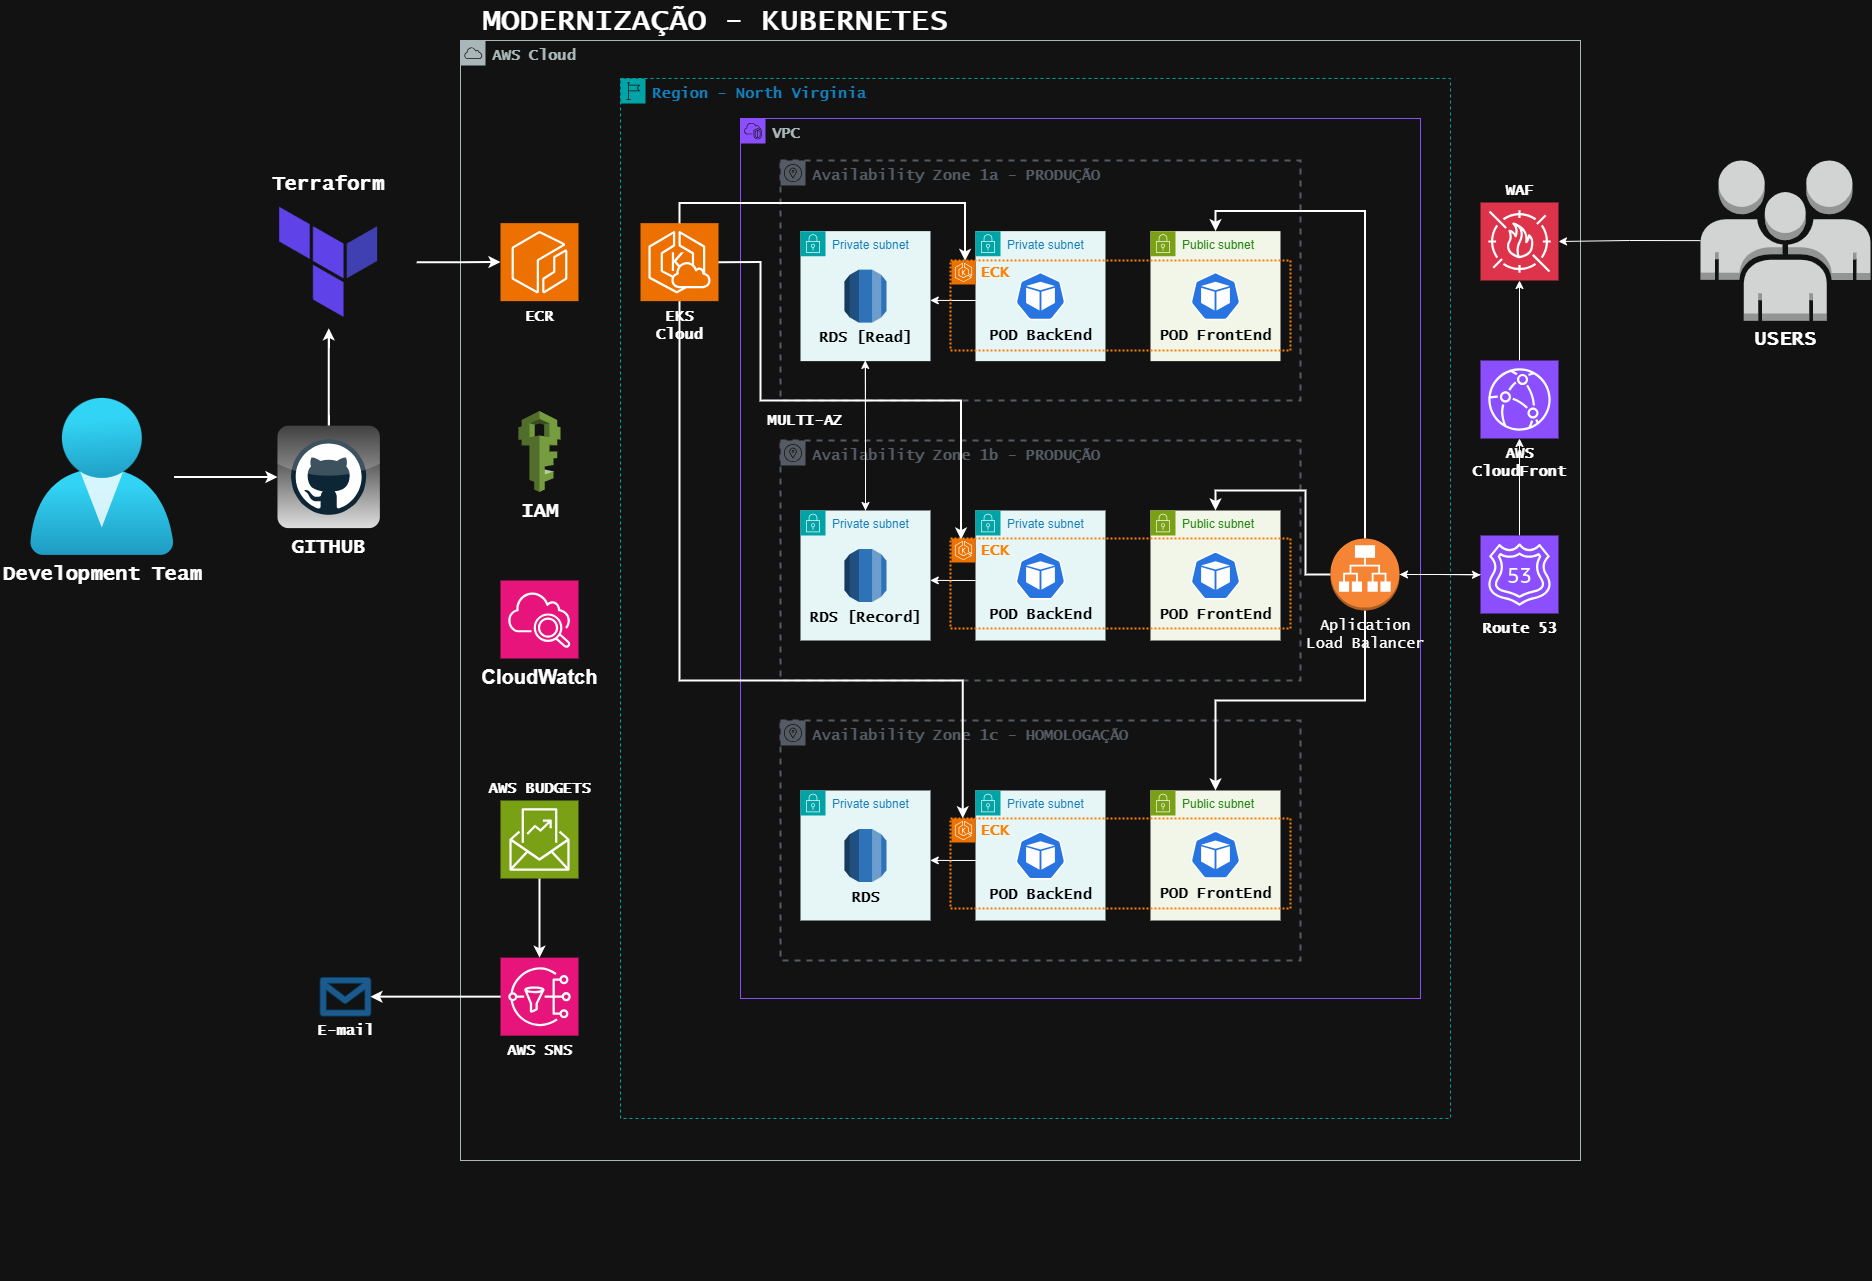 MODERNIZAÇÃO - KUBERNETES
AWS Cloud
Region - North Virginia
VPC
Availability Zone 1a - PRODUÇÃO
Terraform
WAF
Private subnet
Private subnet
Public subnet
ECK
RDS [Read]
POD BackEnd
POD FrontEnd
ECR
EKS
Cloud
USERS
MULTI-AZ
Availability Zone 1b - PRODUÇÃO
AWS
CloudFront
IAM
Private subnet
Private subnet
Public subnet
GITHUB
ECK
Development Team
53
RDS [Record]
POD BackEnd
POD FrontEnd
Aplication
Load Balancer
Route 53
CloudWatch
Availability Zone 1c - HOMOLOGAÇÃO
AWS BUDGETS
Private subnet
Private subnet
Public subnet
ECK
RDS
POD BackEnd
POD FrontEnd
E-mail
AWS SNS